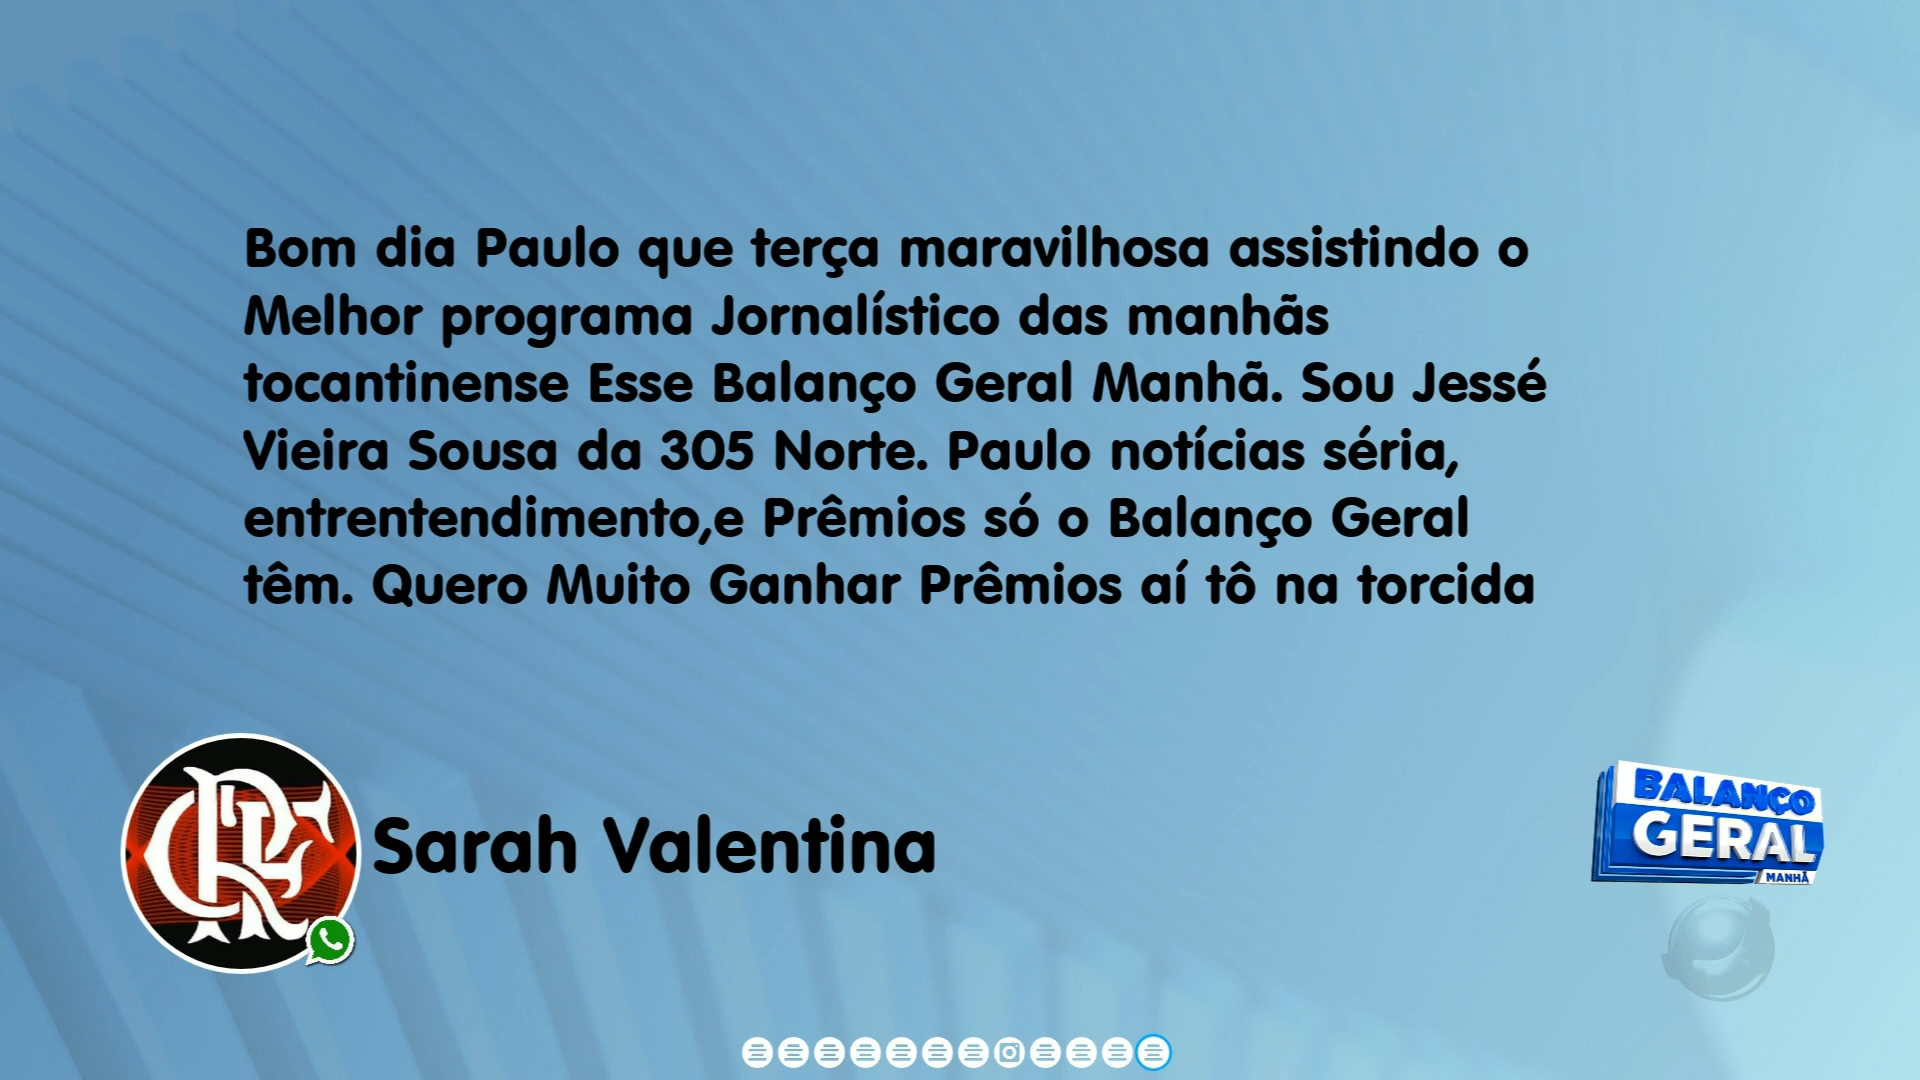 Bom dia Paulo que terça maravilhosa assistindo o
Melhor programa Jornalístico das manhãs
tocantinense Esse Balanço Geral Manhã. Sou Jessé
Vieira Sousa da 305 Norte. Paulo notícias séria,
entrentendimento,e Prêmios só o Balanço Geral
têm. Quero Muito Ganhar Prêmios aí tô na torcida
CRF
Sarah Valentina
BALANÇO
GERAL
MANHÃ